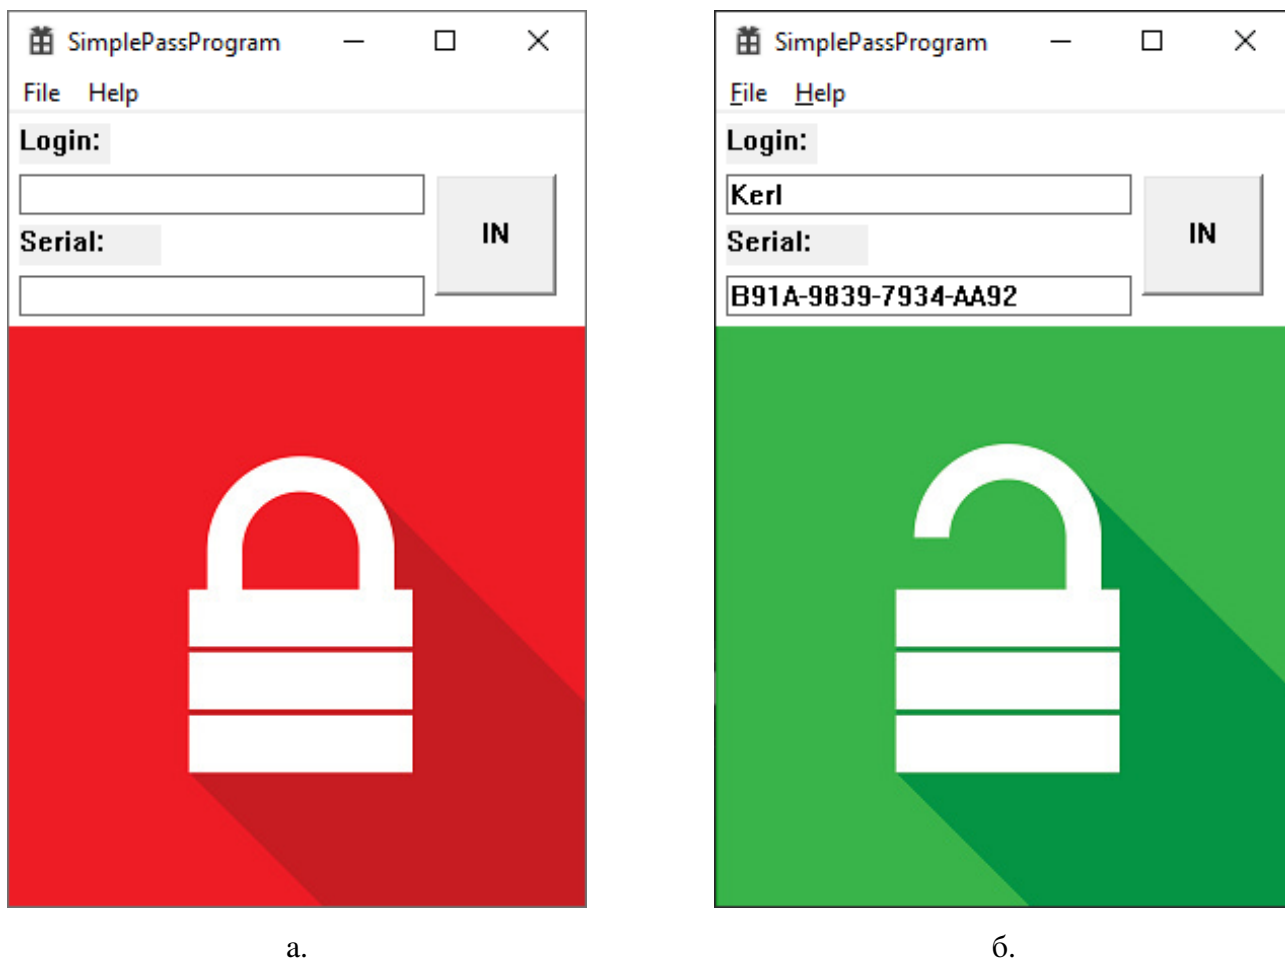 SimplePassProgram
File Help
Login:
IN
Serial:
а.
SimplePassProgram
File Help
Login:
Kerl
IN
Serial:
B91A-9839-7934-AA92
б.